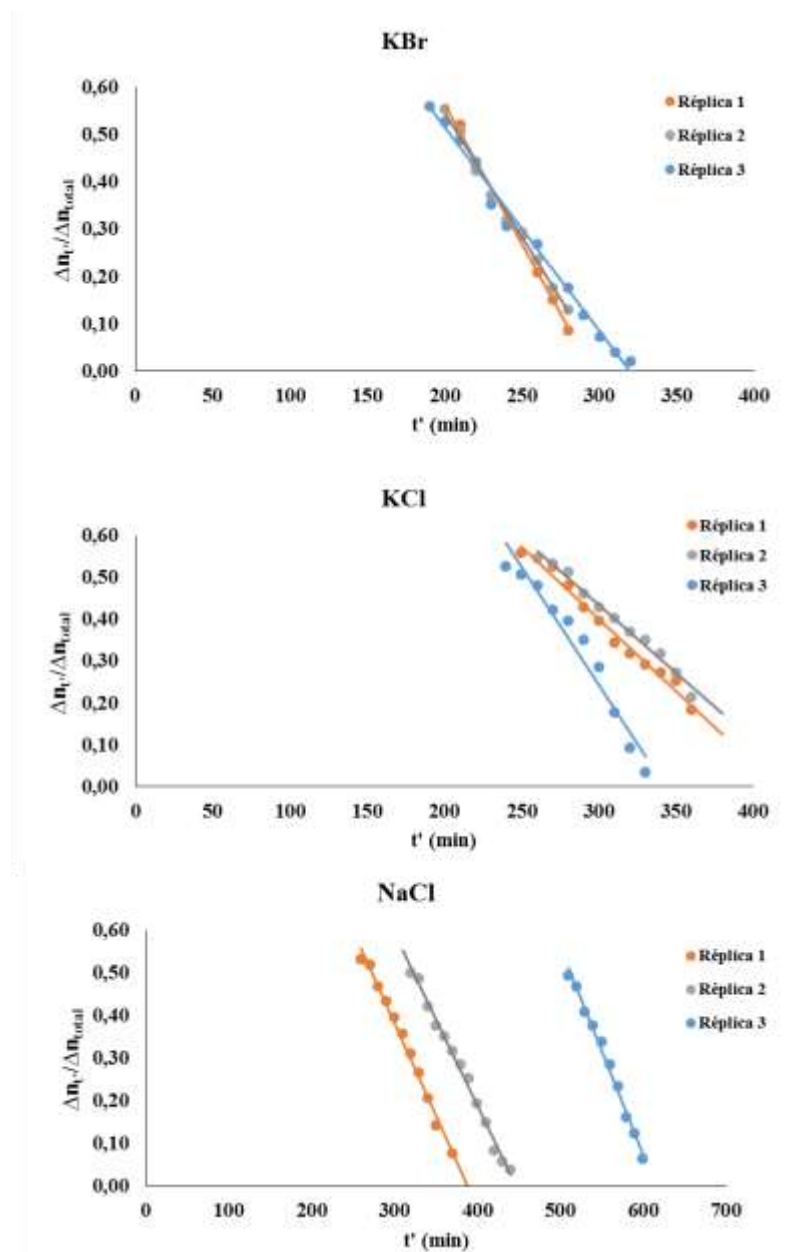 KBr
0,60
0,50
0,40
0,30
0,20
0,10
0,00
Δnt'/Δntotal
Réplica 1
Réplica 2
Réplica 3
0 50 100 150 200 250 300 350 400
t' (min)
KCl
0,60
0,50
0,40
0,30
0,20
0,10
0,00
Δnt'/Δntotal
Réplica 1
Réplica 2
Réplica 3
0 50 100 150 200 250 300 350 400
t' (min)
NaCl
0,60
0,50
0,40
0,30
0,20
0,10
0,00
Δnt'/Δntotal
Réplica 1
Réplica 2
Réplica 3
0 100 200 300 400 500 600 700
t' (min)